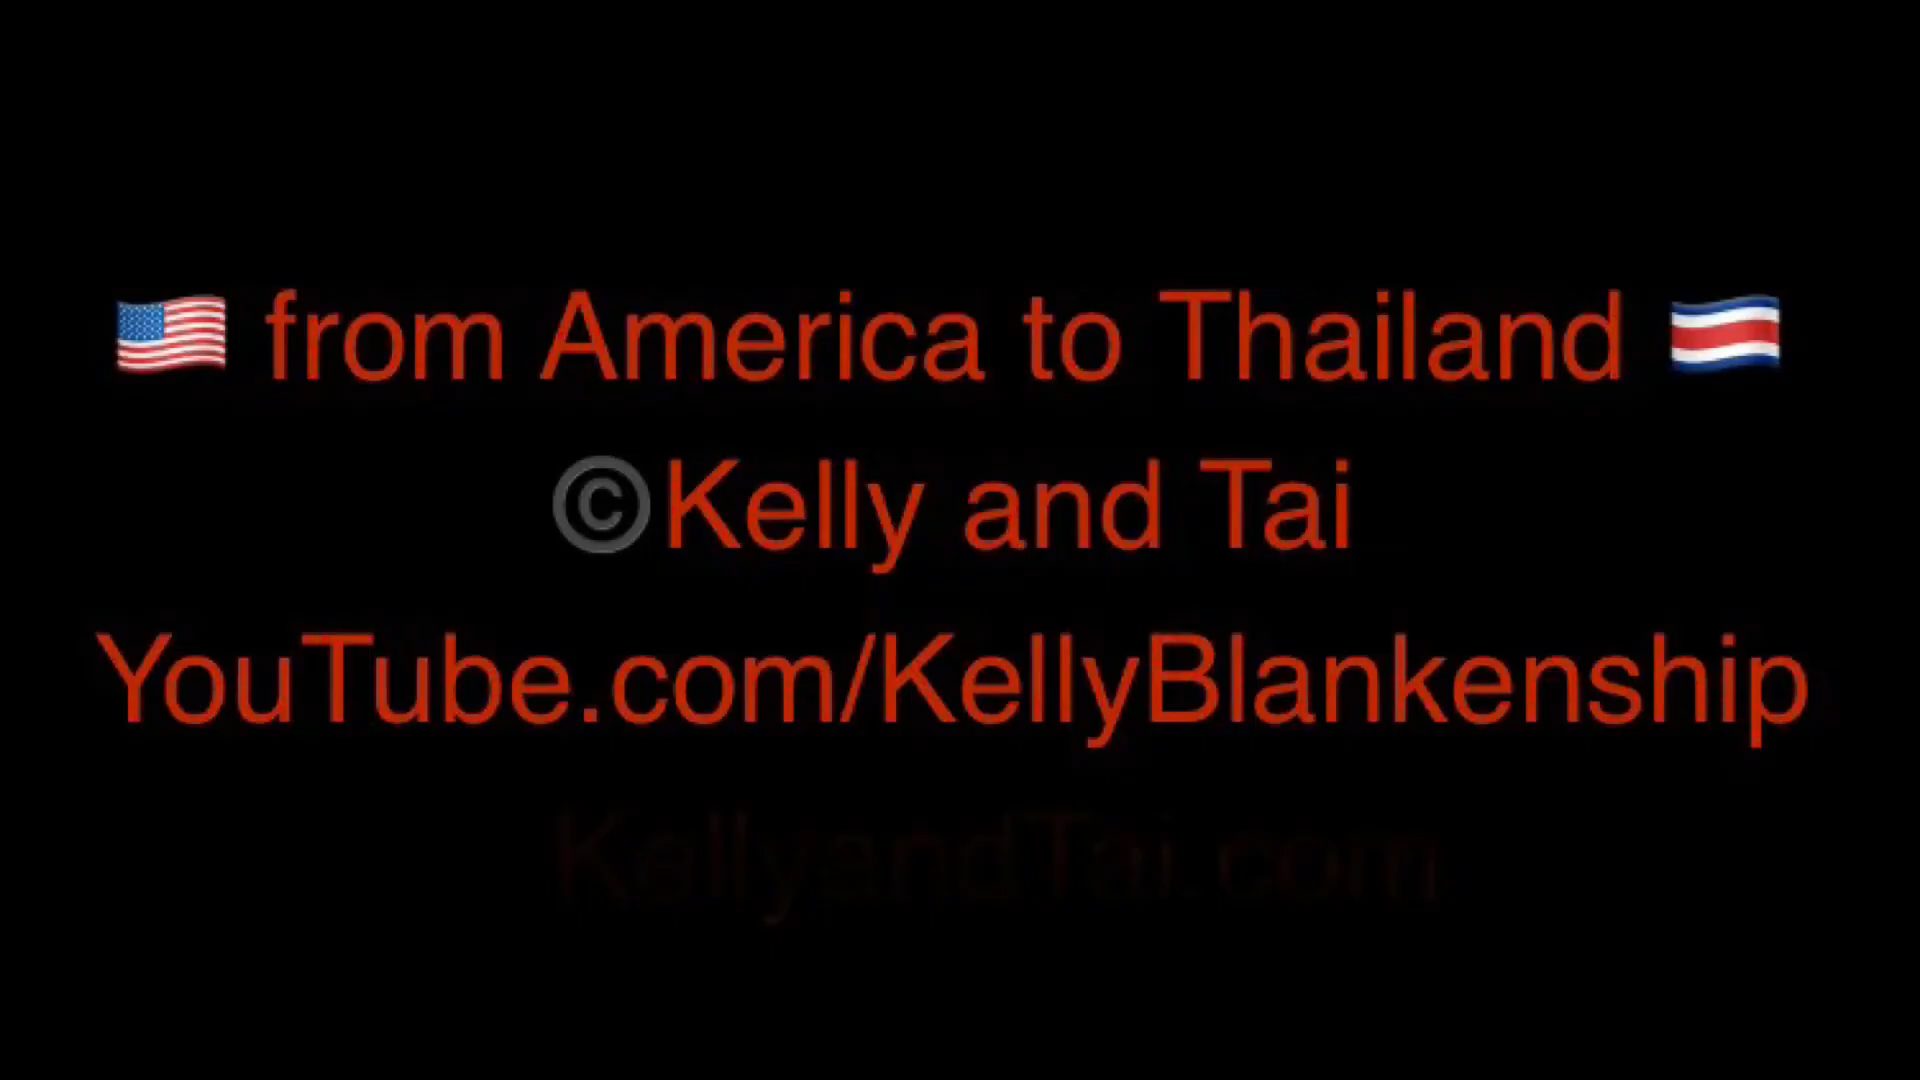 🇺🇸 from America to Thailand 🇨🇷
©Kelly and Tai
YouTube.com/KellyBlankenship
KellyandTai.com